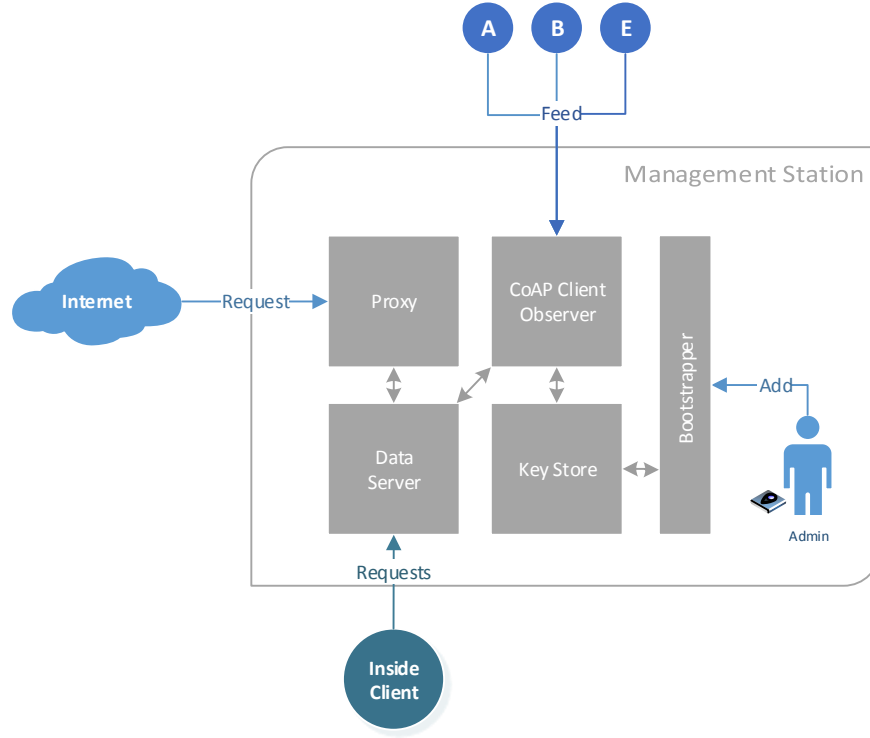 A
B
E
Feed
Management Station
Internet
Request
Proxy
CoAP Client
Observer
Bootstrapper
Add
Data
Server
Key Store
Admin
Requests
Inside
Client